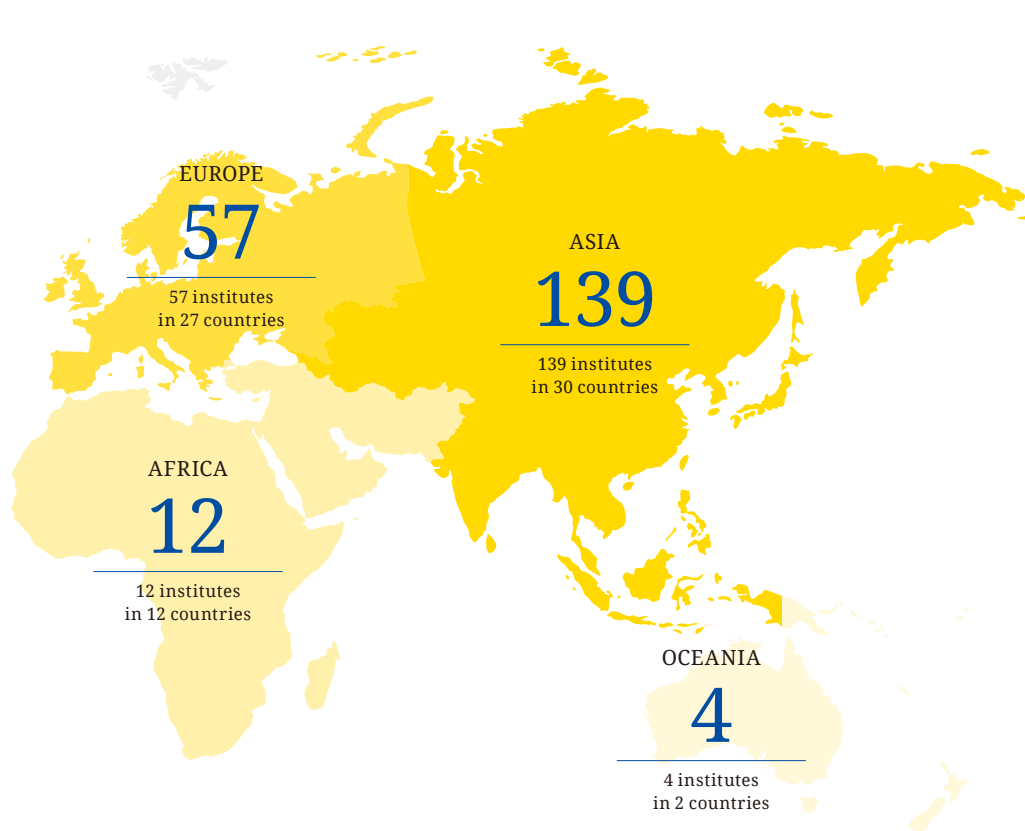 EUROPE
57
57 institutes
in 27 countries
ASIA
139
139 institutes
in 30 countries
AFRICA
12
12 institutes
in 12 countries
OCEANIA
4
4 institutes
in 2 countries